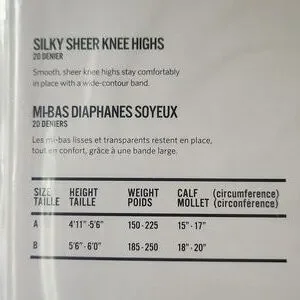 SILKY SHEER KNEE HIGHS
20 DENIER
Smooth, sheer knee highs stay comfortably
in place with a wide-contour band.
MI-BAS DIAPHANES SOYEUX
20 DENIERS
Les mi-bas lisses et transparents restent en place,
tout en confort, grâce à une bande large.
SIZE HEIGHT WEIGHT CALF (circumference)
TAILLE TAILLE POIDS MOLLET (circonférence)
A 4'11"-5'6" 150-225 15"-17"
B 5'6"-6'0" 185-250 18"-20"